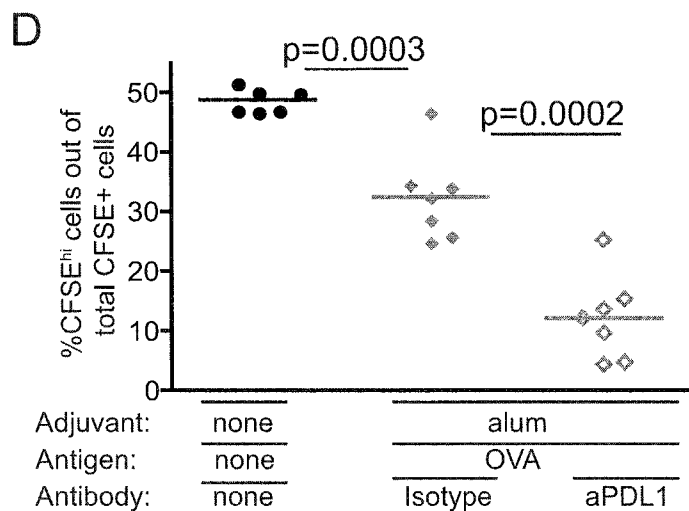 D
p=0.0003
p=0.0002
%CFSEhi cells out of
total CFSE+ cells
50
40
30
20
10
0
Adjuvant: none alum
Antigen: none OVA
Antibody: none Isotype aPDL1